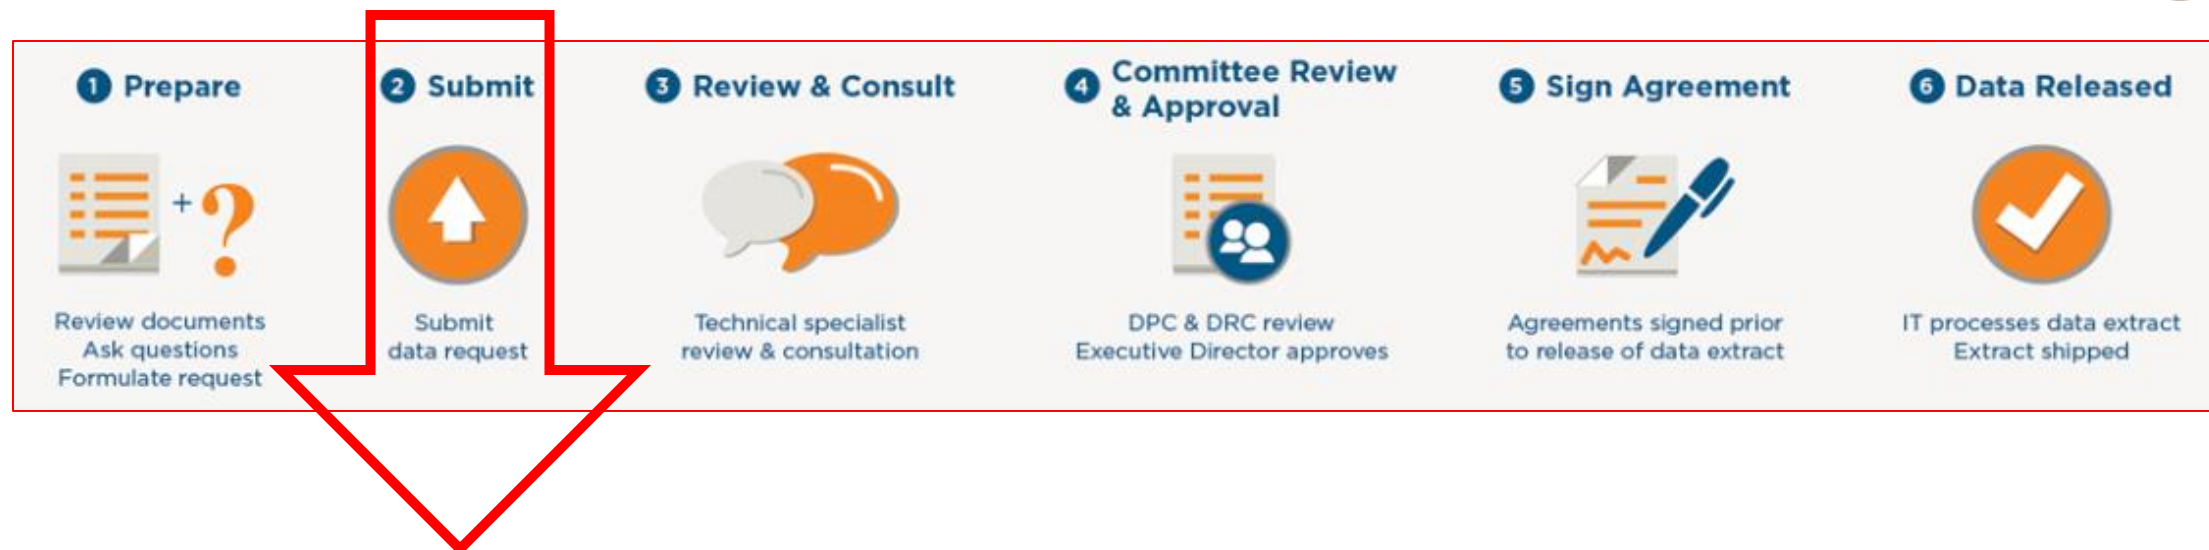 1 Prepare
Review documents
Ask questions
Formulate request
2 Submit
Submit
data request
3 Review & Consult
Technical specialist
review & consultation
4 Committee Review
& Approval
DPC & DRC review
Executive Director approves
5 Sign Agreement
Agreements signed prior
to release of data extract
6 Data Released
IT processes data extract
Extract shipped